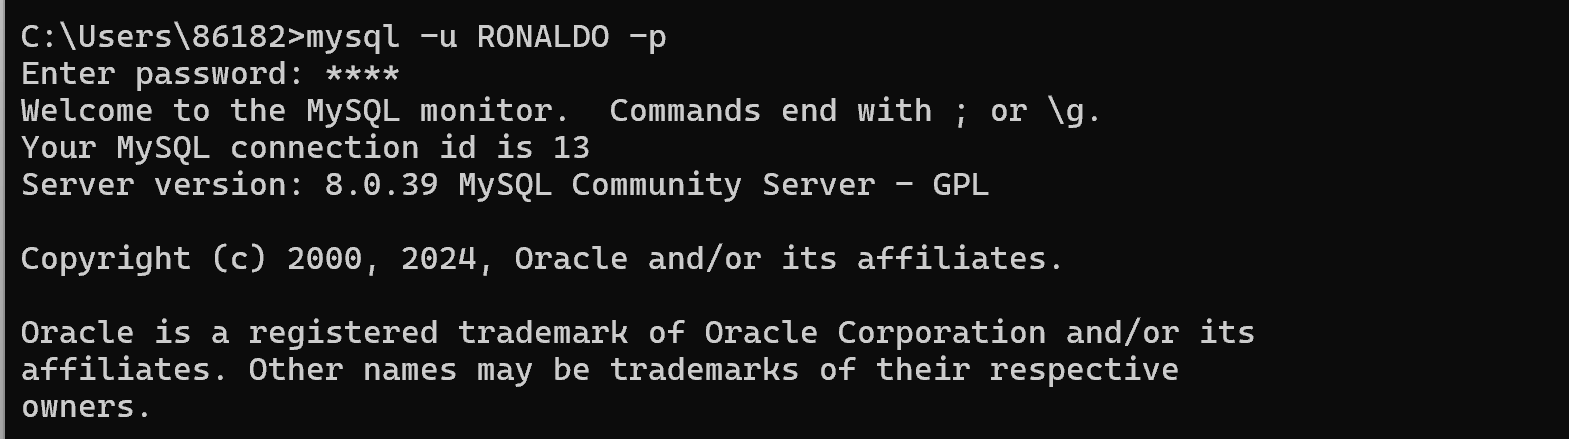 C:\Users\86182>mysql -u RONALDO -p
Enter password: ****
Welcome to the MySQL monitor.  Commands end with ; or \g.
Your MySQL connection id is 13
Server version: 8.0.39 MySQL Community Server - GPL
Copyright (c) 2000, 2024, Oracle and/or its affiliates.
Oracle is a registered trademark of Oracle Corporation and/or its
affiliates. Other names may be trademarks of their respective
owners.